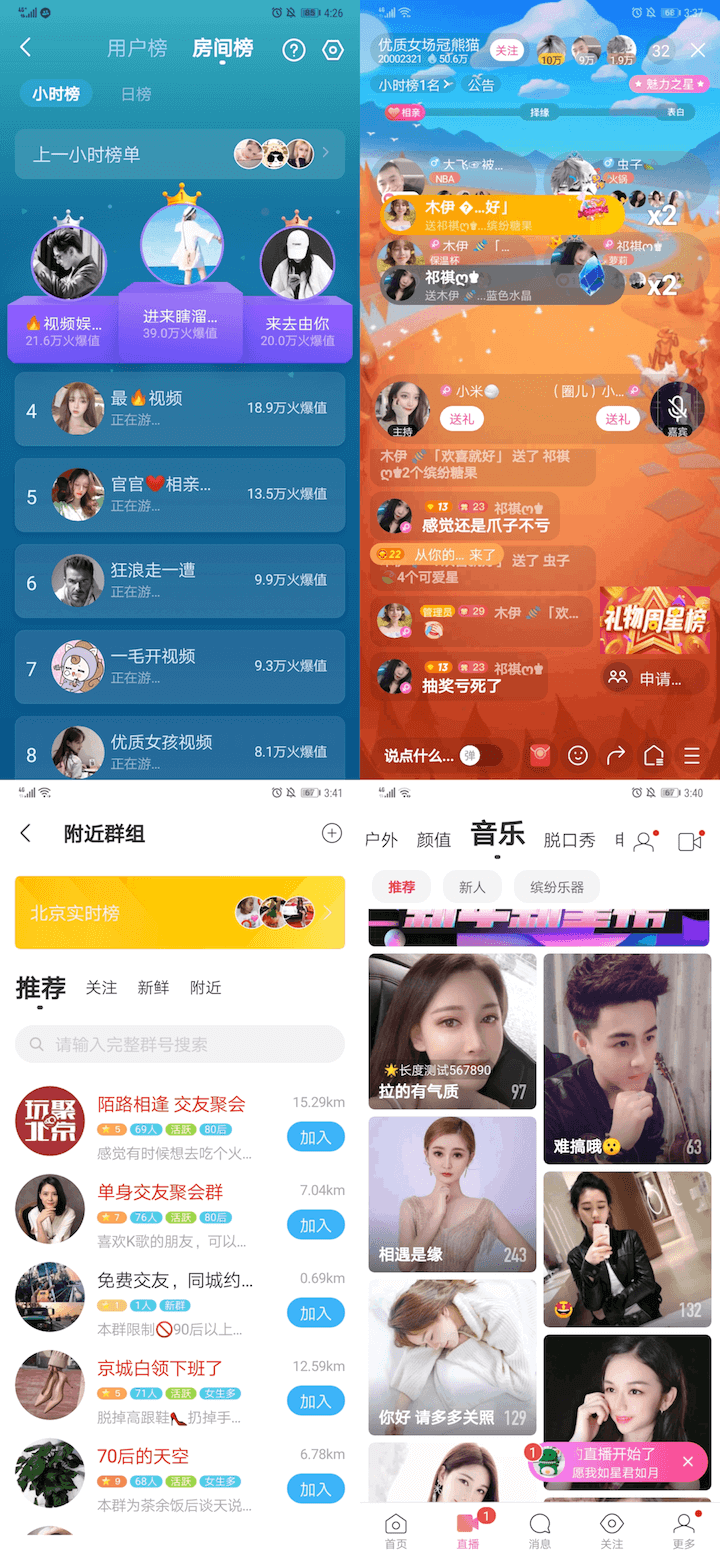 4:26
用户榜 房间榜
小时榜 日榜
上一小时榜单
🔥视频娱...
21.6万火爆值
进来瞎溜...
39.0万火爆值
来去由你
20.0万火爆值
4
最🔥视频
正在游...
18.9万火爆值
5
官官❤️相亲...
正在游...
13.5万火爆值
6
狂浪走一遭
正在游...
9.9万火爆值
7
一毛开视频
正在游...
9.3万火爆值
8
优质女孩视频
正在游...
8.1万火爆值
3:37
优质女场冠熊猫
20002321 50.6万
关注
10万 9万 1.9万 32
小时榜1名 公告
魅力之星
相亲 择缘 表白
大飞👓被...
NBA
虫子
火锅
木伊 �...好」
送祁祺ღ♛...缤纷糖果
x2
木伊 「...
保温杯
祁祺ღ♛
萝莉
祁祺ღ♛
送木伊 ...蓝色水晶
x2
小米
送礼
主持
（圈儿）小...
送礼
嘉宾
木伊 「欢喜就好」 送了 祁祺
ღ♛2个缤纷糖果
13 23 祁祺ღ♛
感觉还是爪子不亏
22 从你的... 来了
送了 虫子
4个可爱星
管理员 29 木伊 「欢...
礼物周星榜
13 23 祁祺ღ♛
抽奖亏死了
申请...
说点什么... 弹
67 3:41
附近群组
北京实时榜
推荐 关注 新鲜 附近
请输入完整群号搜索
玩聚
北京
陌路相逢 交友聚会
15.29km
5 69人 活跃 80后
感觉有时候想去吃个火...
加入
单身交友聚会群
7.04km
7 76人 活跃 80后
喜欢K歌的朋友，可以...
加入
免费交友，同城约...
0.69km
1 1人 新群
本群限制🚫90后以上...
加入
京城白领下班了
12.59km
5 71人 活跃 女生多
脱掉高跟鞋👠扔掉手...
加入
70后的天空
6.78km
9 68人 活跃 女生多
本群为茶余饭后谈天说...
加入
67 3:40
户外 颜值 音乐 脱口秀
推荐 新人 缤纷乐器
🌟长度测试567890
拉的有气质 97
难搞哦😮 63
相遇是缘 243
🤩 132
你好 请多多关照 129
1
的直播开始了
愿我如星君如月
1
首页 直播 消息 关注 更多